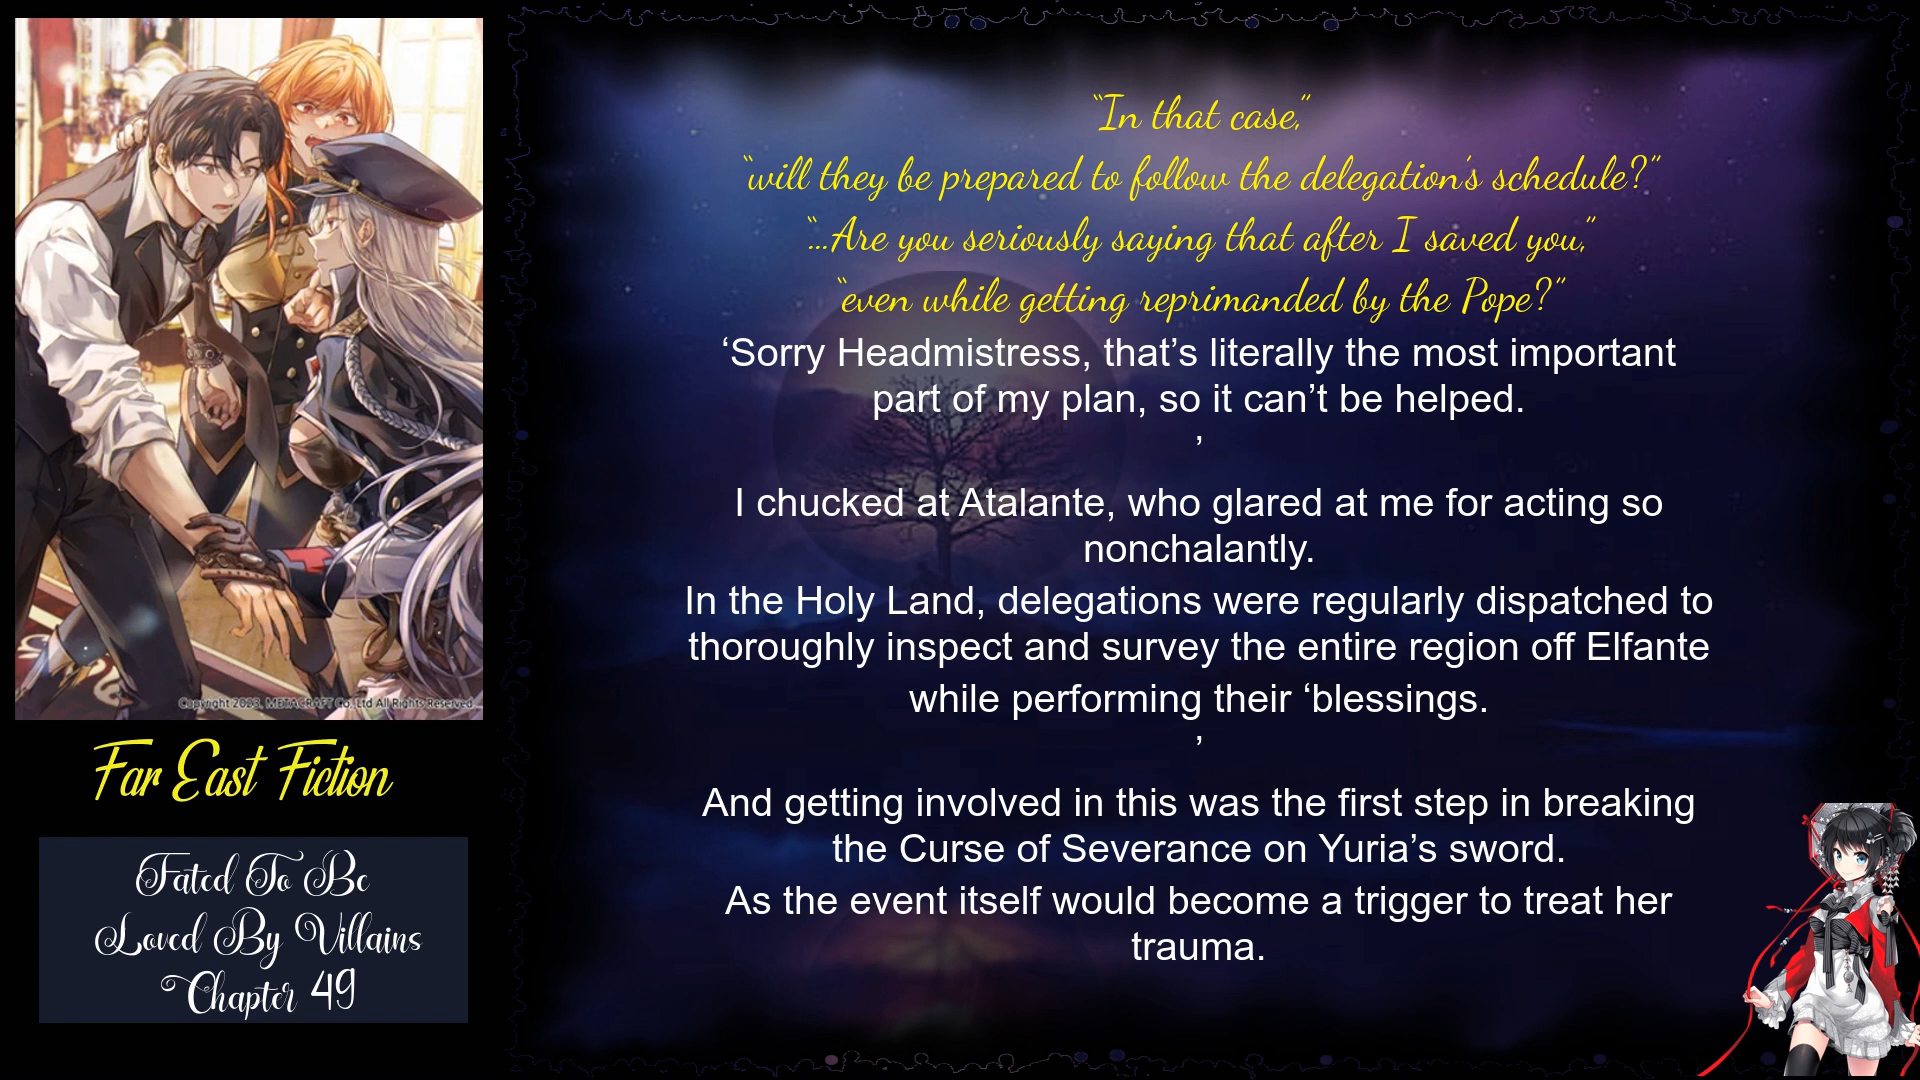 “In that case,”
“will they be prepared to follow the delegation’s schedule?”
“...Are you seriously saying that after I saved you,”
“even while getting reprimanded by the Pope?”
‘Sorry Headmistress, that’s literally the most important
part of my plan, so it can’t be helped.
’
I chucked at Atalante, who glared at me for acting so
nonchalantly.
In the Holy Land, delegations were regularly dispatched to
thoroughly inspect and survey the entire region off Elfante
while performing their ‘blessings.
’
And getting involved in this was the first step in breaking
the Curse of Severance on Yuria’s sword.
As the event itself would become a trigger to treat her
trauma.
Copyright 2023. METACRAFT Co.,Ltd All Rights Reserved.
Far East Fiction
Fated To Be
Loved By Villains
Chapter 49